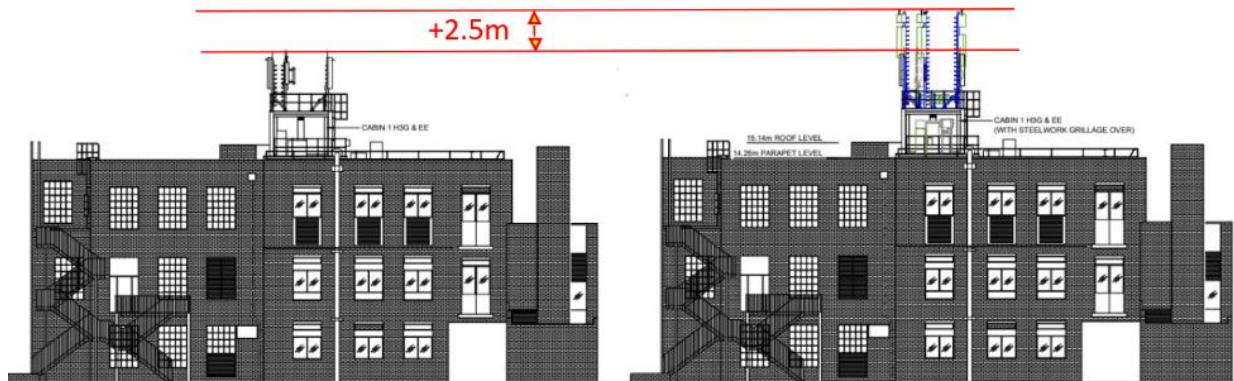 +2.5m
CABIN 1 H3G & EE
CABIN 1 H3G & EE
(WITH STEELWORK GRILLAGE OVER)
15.14m ROOF LEVEL
14.26m PARAPET LEVEL